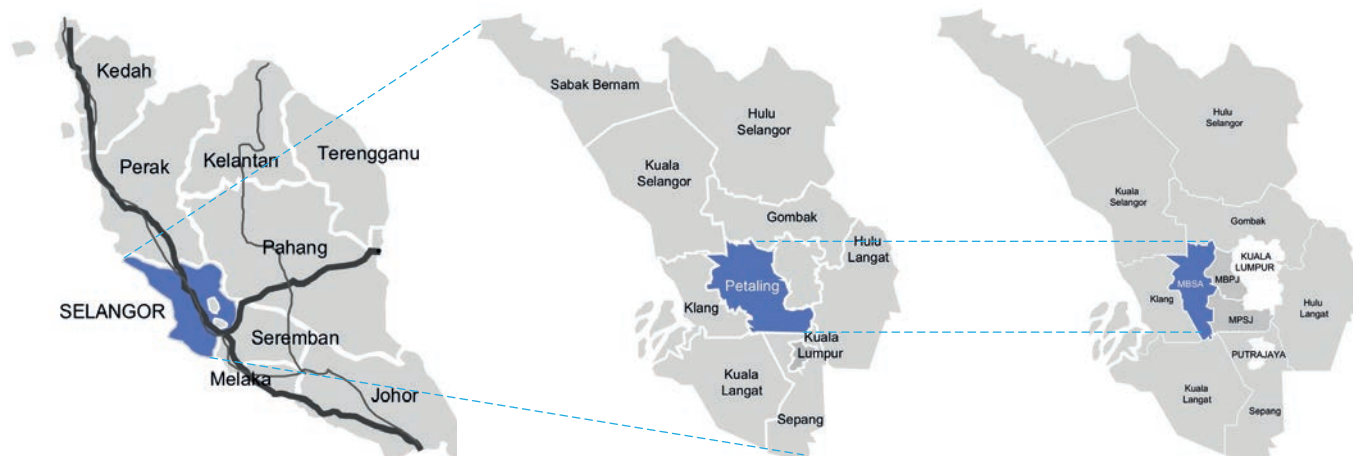 Kedah
Perak
Kelantan
Terengganu
Pahang
SELANGOR
Seremban
Melaka
Johor
Sabak Bernam
Hulu
Selangor
Kuala
Selangor
Gombak
Hulu
Langat
Petaling
Klang
Kuala
Lumpur
Kuala
Langat
Sepang
Hulu
Selangor
Kuala
Selangor
Gombak
KUALA
LUMPUR
MBSA
MBPJ
Klang
Hulu
Langat
MPSJ
PUTRAJAYA
Kuala
Langat
Sepang